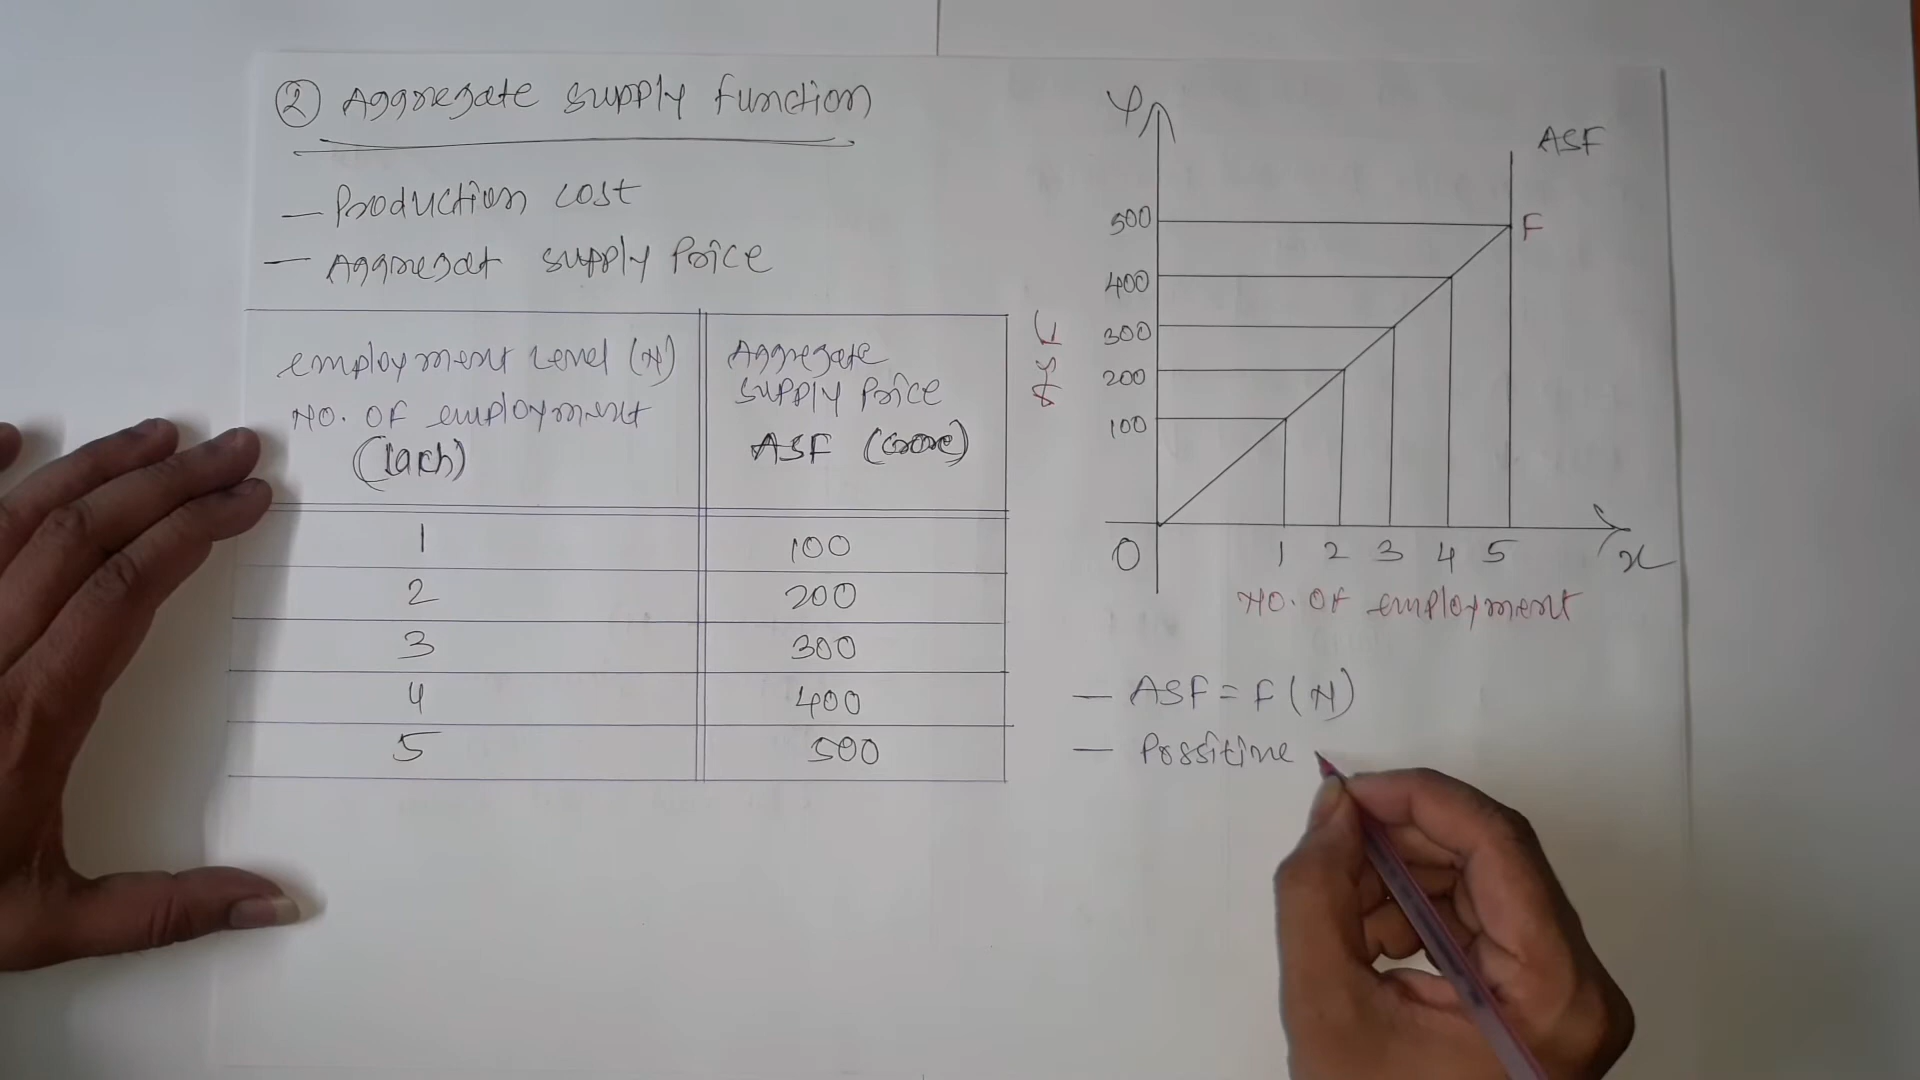 ② Aggregate supply function
— Production cost
— Aggregat supply Price
employment Level (N)
NO. OF employment
(lach)
Aggregate
supply Price
ASF (Crore)
1 100
2 200
3 300
4 400
5 500
Y
ASF
500 F
400
300
200
100
ASF
0 1 2 3 4 5 x
NO. OF employment
— ASF = F (N)
— Possitive